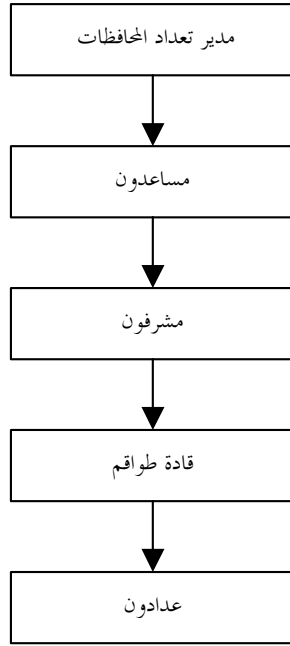 مدير تعداد المحافظات
مساعدون
مشرفون
قادة طواقم
عدادون